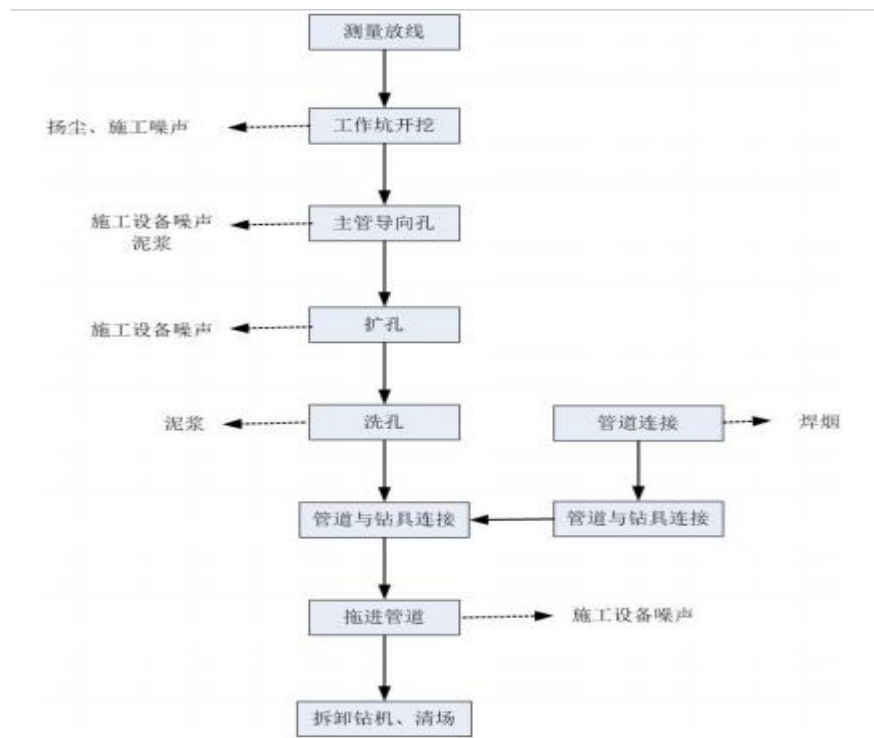 测量放线
扬尘、施工噪声
工作坑开挖
施工设备噪声
泥浆
主管导向孔
施工设备噪声
扩孔
泥浆
洗孔
管道连接
焊烟
管道与钻具连接
管道与钻具连接
拖进管道
施工设备噪声
拆卸钻机、清场